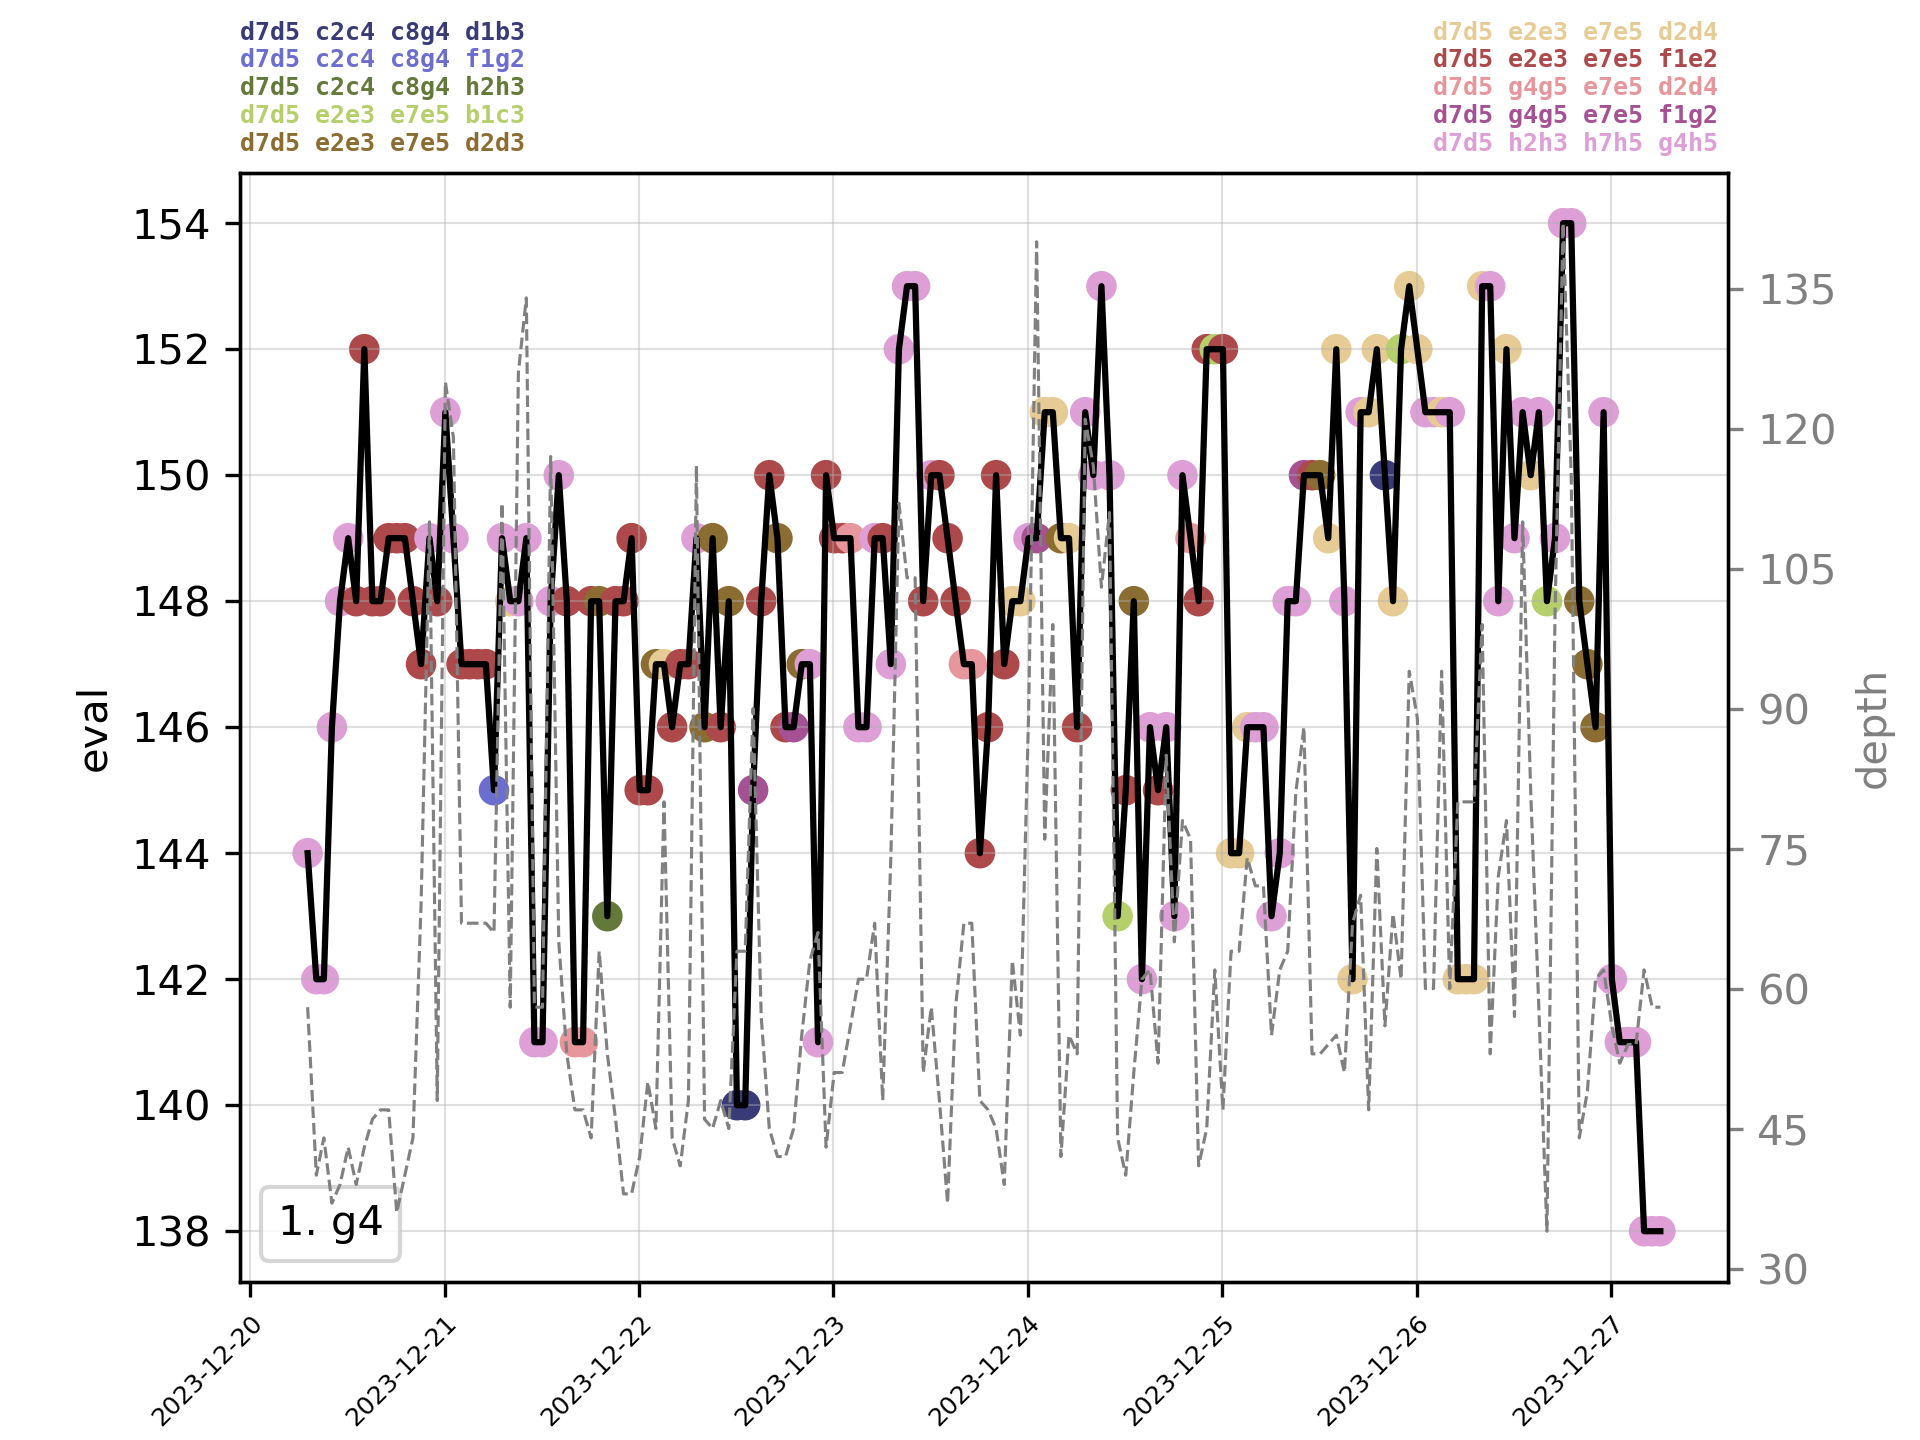 d7d5 c2c4 c8g4 d1b3
d7d5 c2c4 c8g4 f1g2
d7d5 c2c4 c8g4 h2h3
d7d5 e2e3 e7e5 b1c3
d7d5 e2e3 e7e5 d2d3
d7d5 e2e3 e7e5 d2d4
d7d5 e2e3 e7e5 f1e2
d7d5 g4g5 e7e5 d2d4
d7d5 g4g5 e7e5 f1g2
d7d5 h2h3 h7h5 g4h5
eval
154
152
150
148
146
144
142
140
138
1. g4
135
120
105
90
75
60
45
30
depth
2023-12-20
2023-12-21
2023-12-22
2023-12-23
2023-12-24
2023-12-25
2023-12-26
2023-12-27